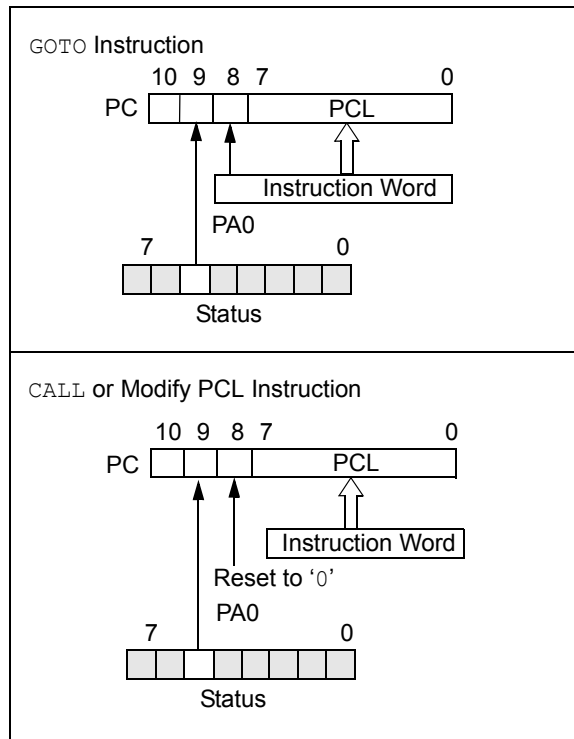 GOTO Instruction
10 9 8 7 0
PC PCL
Instruction Word
PA0
7 0
Status
CALL or Modify PCL Instruction
10 9 8 7 0
PC PCL
Instruction Word
Reset to ‘0’
PA0
7 0
Status